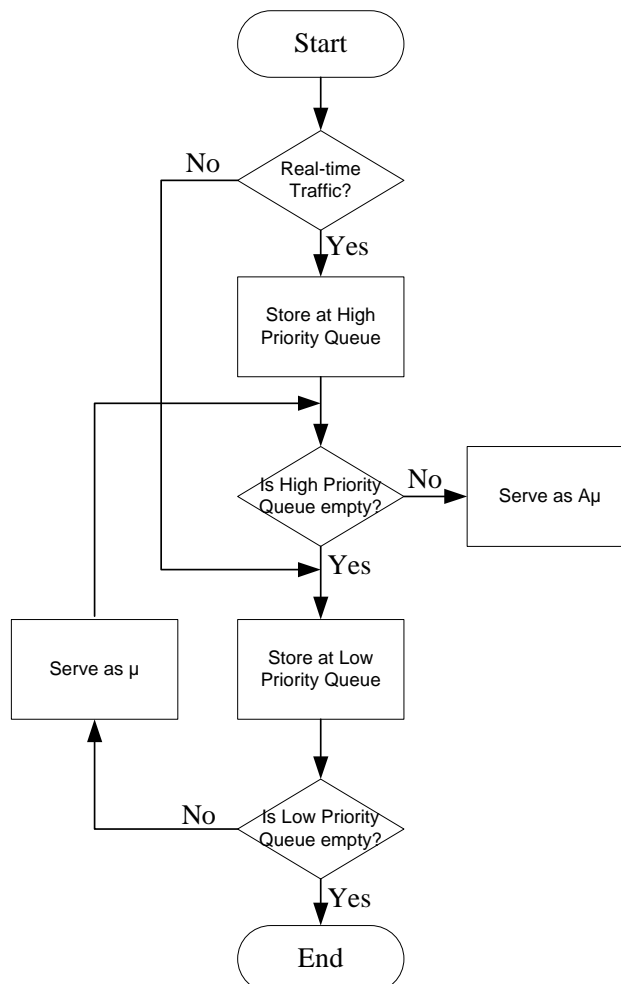 Start
No
Real-time
Traffic?
Yes
Store at High
Priority Queue
Is High Priority
Queue empty?
No
Serve as Aµ
Yes
Serve as µ
Store at Low
Priority Queue
No
Is Low Priority
Queue empty?
Yes
End